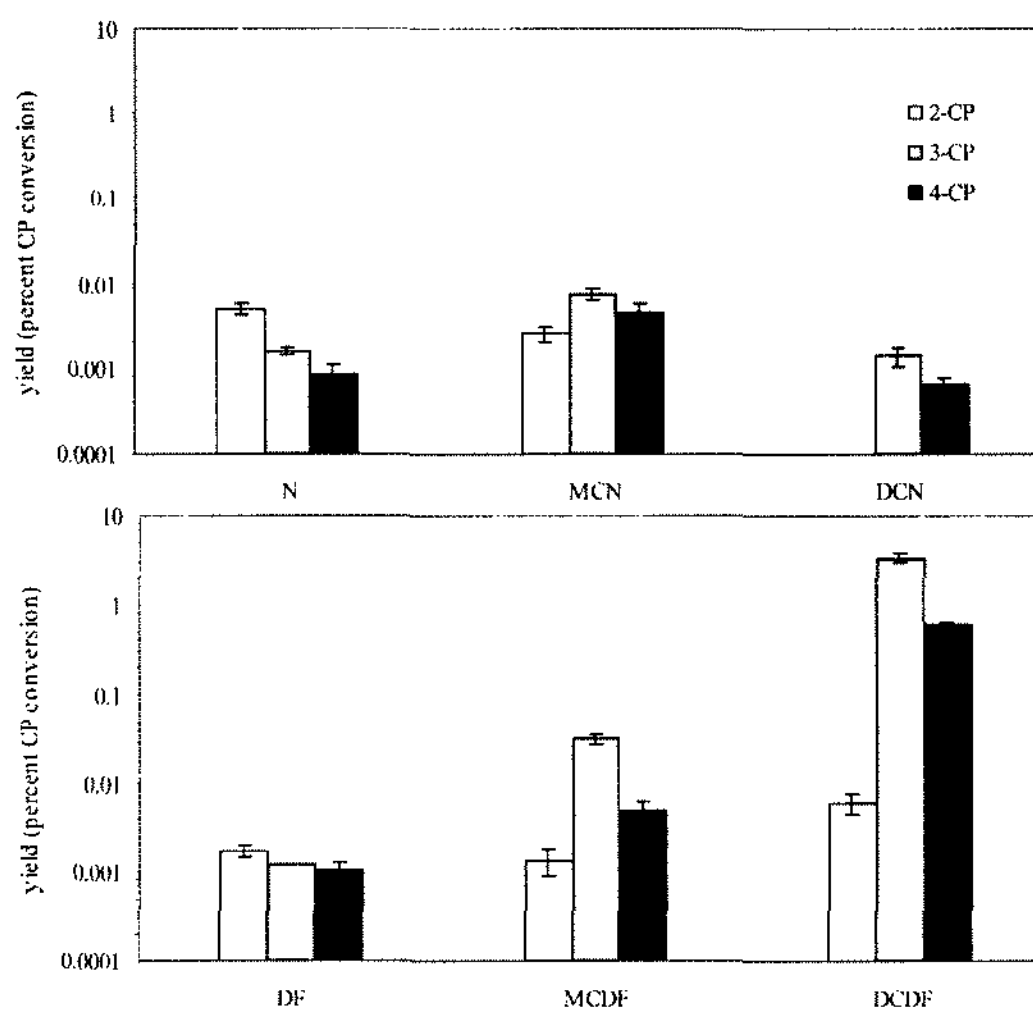 10
1
0.1
0.01
0.001
0.0001
yield (percent CP conversion)
2-CP
3-CP
4-CP
N MCN DCN
10
1
0.1
0.01
0.001
0.0001
yield (percent CP conversion)
DF MCDF DCDF